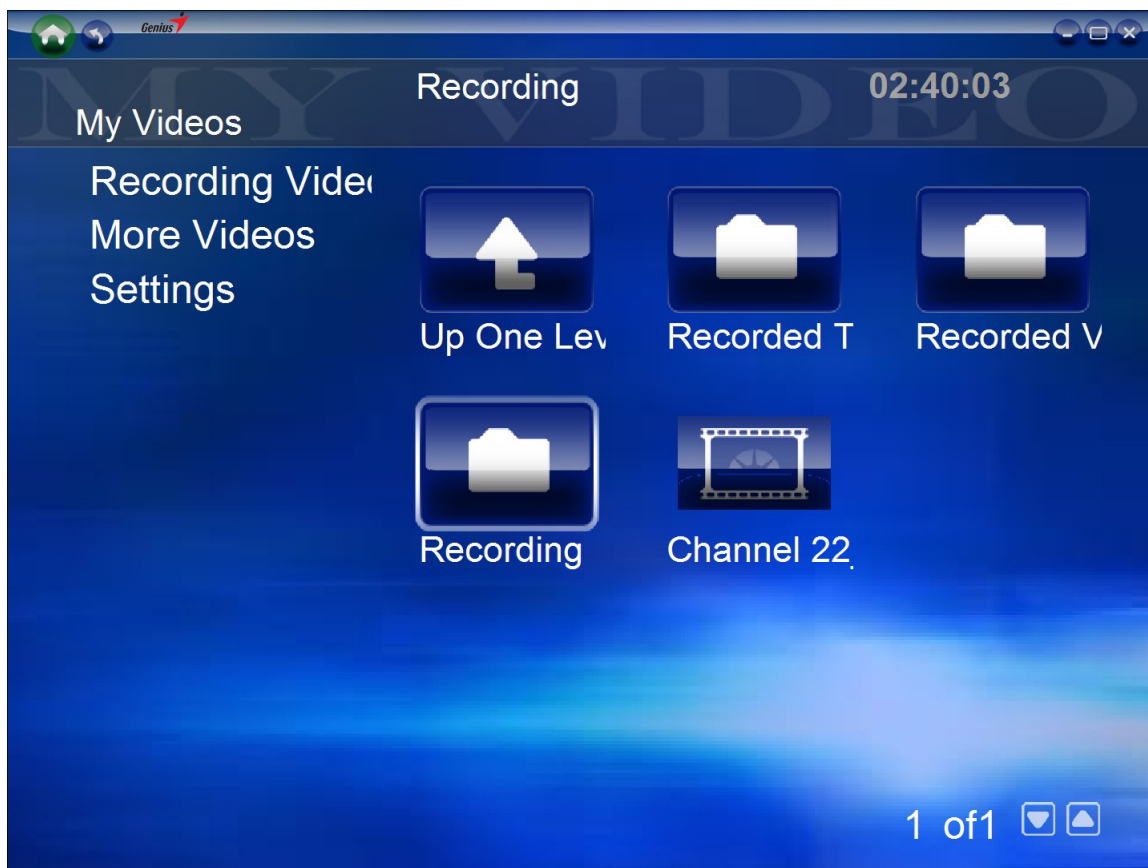 Genius
MY VIDEO
Recording
02:40:03
My Videos
Recording Vide
More Videos
Settings
Up One Lev
Recorded T
Recorded V
Recording
Channel 22
1 of1